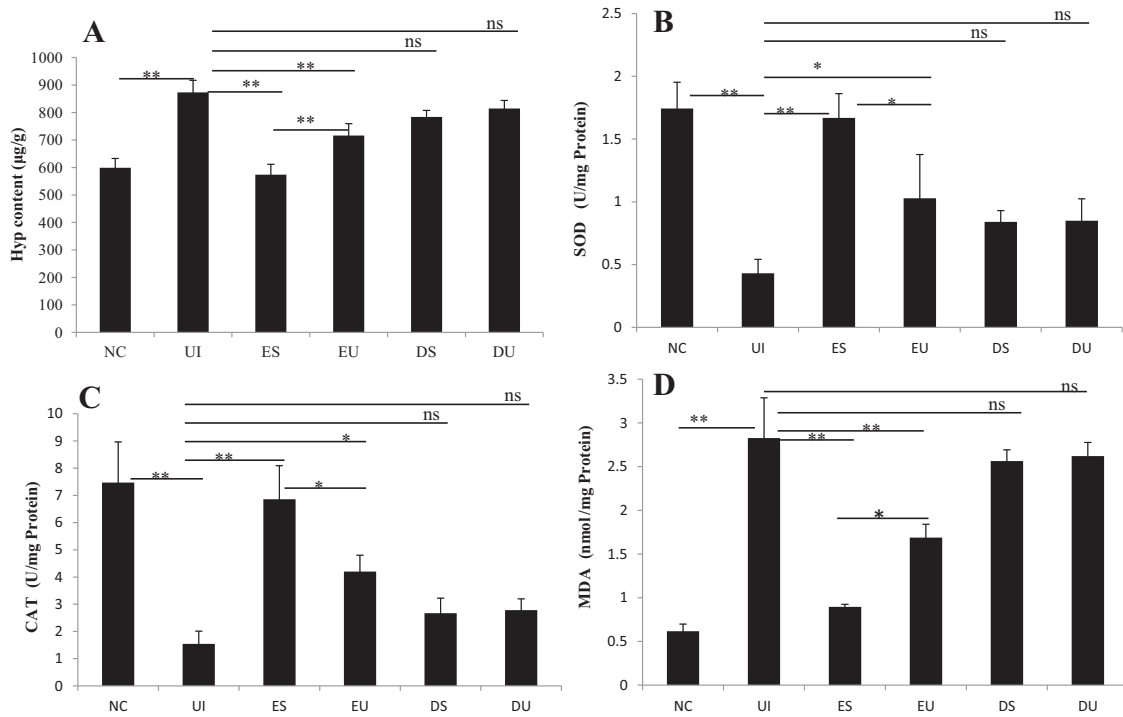 A
ns
ns
**
**
**
**
1000
900
800
700
600
500
400
300
200
100
0
Hyp content (μg/g)
NC UI ES EU DS DU
B
ns
ns
*
**
**
*
2.5
2
1.5
1
0.5
0
SOD (U/mg Protein)
NC UI ES EU DS DU
C
ns
ns
*
**
**
*
10
9
8
7
6
5
4
3
2
1
0
CAT (U/mg Protein)
NC UI ES EU DS DU
D
ns
ns
**
**
**
*
3.5
3
2.5
2
1.5
1
0.5
0
MDA (nmol/mg Protein)
NC UI ES EU DS DU